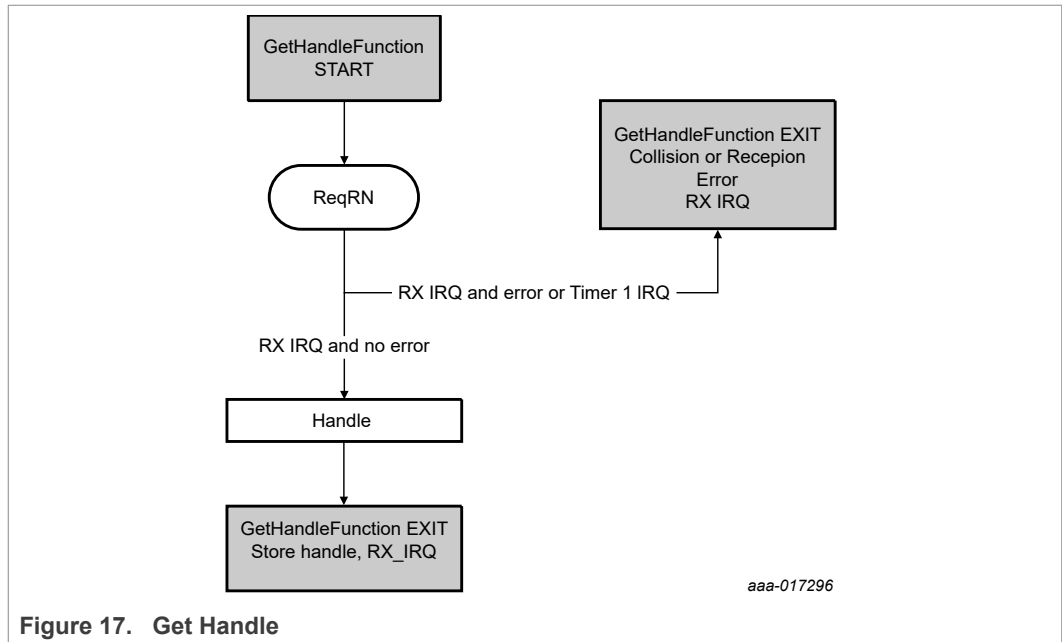 GetHandleFunction
START
GetHandleFunction EXIT
Collision or Recepion
Error
RX IRQ
ReqRN
RX IRQ and error or Timer 1 IRQ
RX IRQ and no error
Handle
GetHandleFunction EXIT
Store handle, RX_IRQ
aaa-017296
Figure 17. Get Handle